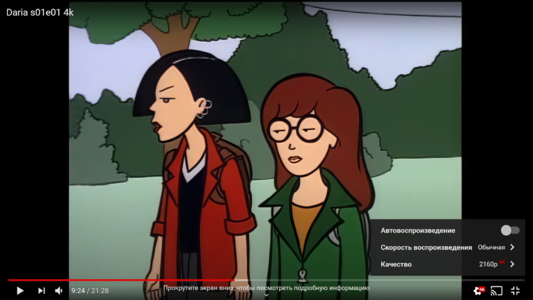 Daria s01e01 4k
Автовоспроизведение
Скорость воспроизведения Обычная
Качество 2160p 4K
9:24 / 21:28
Прокрутите экран вниз, чтобы посмотреть подробную информацию